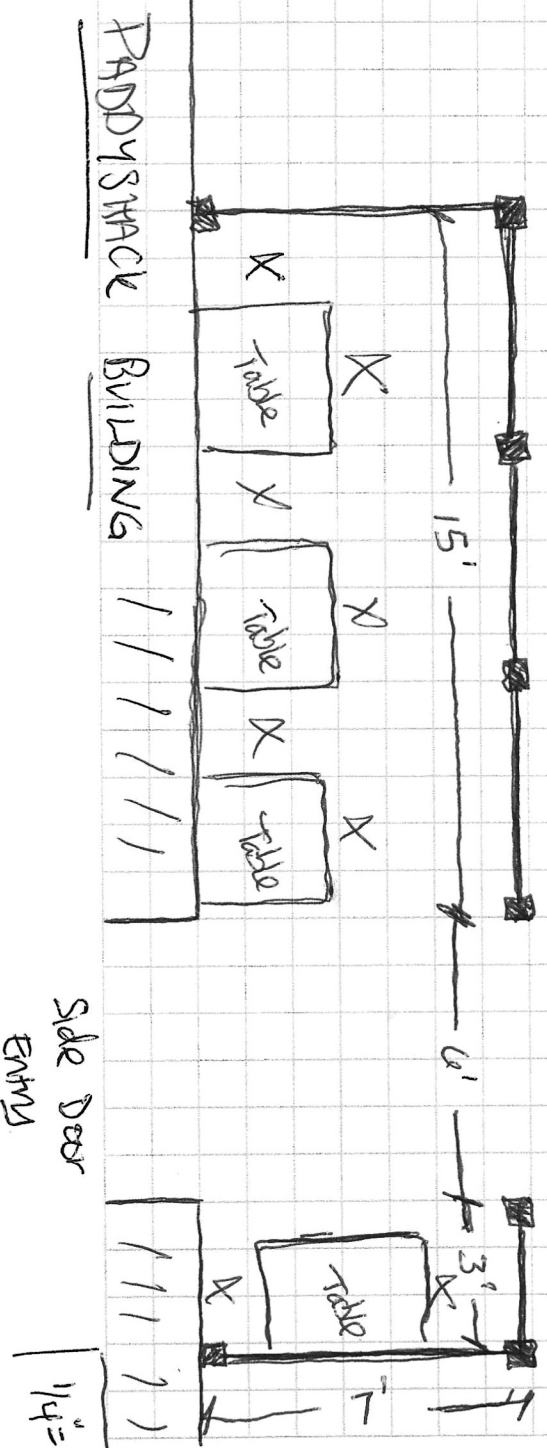 15'
6'
3'
7'
Table
Table
Table
Table
X
X
X
X
X
X
X
X
PADDYSHACK BUILDING
Side Door
Entry
1/4" =